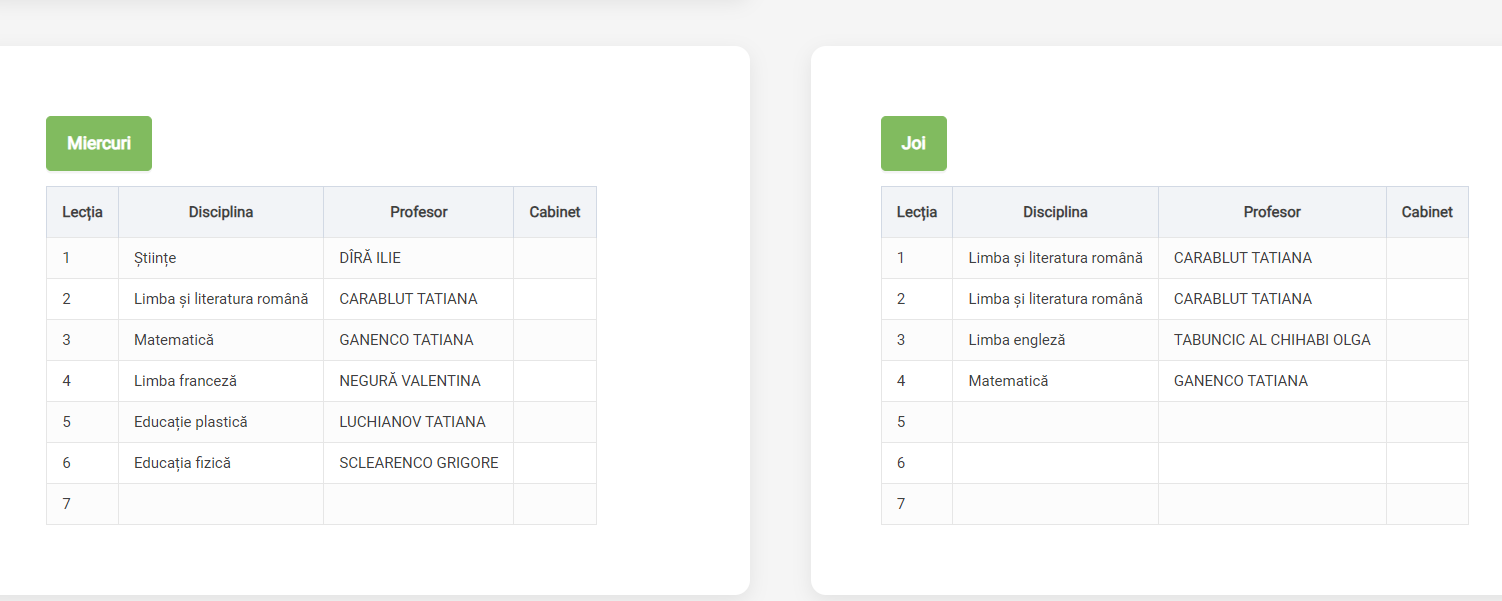 Miercuri
Lecția Disciplina Profesor Cabinet
1 Științe DÎRĂ ILIE
2 Limba și literatura română CARABLUT TATIANA
3 Matematică GANENCO TATIANA
4 Limba franceză NEGURĂ VALENTINA
5 Educație plastică LUCHIANOV TATIANA
6 Educația fizică SCLEARENCO GRIGORE
7
Joi
Lecția Disciplina Profesor Cabinet
1 Limba și literatura română CARABLUT TATIANA
2 Limba și literatura română CARABLUT TATIANA
3 Limba engleză TABUNCIC AL CHIHABI OLGA
4 Matematică GANENCO TATIANA
5
6
7